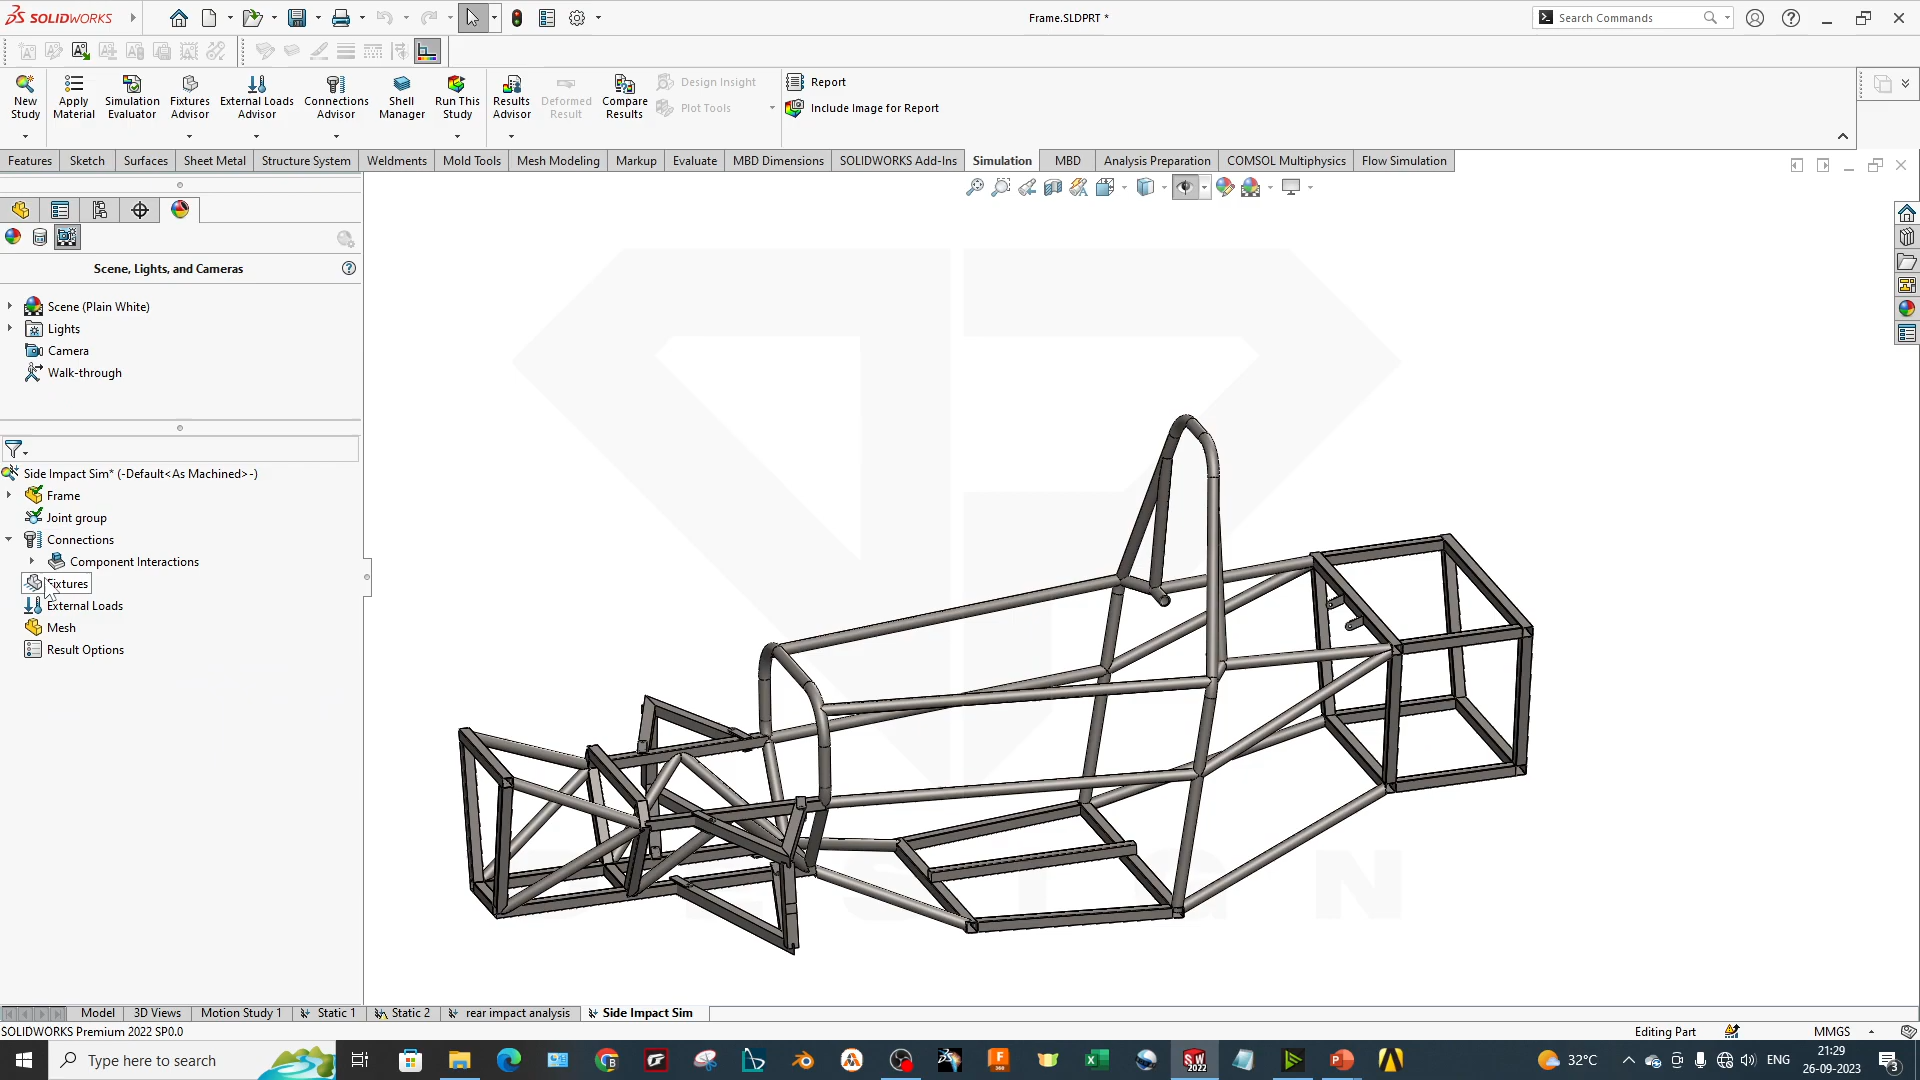 SOLIDWORKS
Frame.SLDPRT *
Search Commands
New Study
Apply Material
Simulation Evaluator
Fixtures Advisor
External Loads Advisor
Connections Advisor
Shell Manager
Run This Study
Results Advisor
Deformed Result
Compare Results
Design Insight
Plot Tools
Report
Include Image for Report
Features
Sketch
Surfaces
Sheet Metal
Structure System
Weldments
Mold Tools
Mesh Modeling
Markup
Evaluate
MBD Dimensions
SOLIDWORKS Add-Ins
Simulation
MBD
Analysis Preparation
COMSOL Multiphysics
Flow Simulation
Scene, Lights, and Cameras
Scene (Plain White)
Lights
Camera
Walk-through
Side Impact Sim* (-Default<As Machined>-)
Frame
Joint group
Connections
Component Interactions
Fixtures
External Loads
Mesh
Result Options
Model
3D Views
Motion Study 1
Static 1
Static 2
rear impact analysis
Side Impact Sim
SOLIDWORKS Premium 2022 SP0.0
Editing Part
MMGS
Type here to search
32°C
ENG
21:29
26-09-2023
3